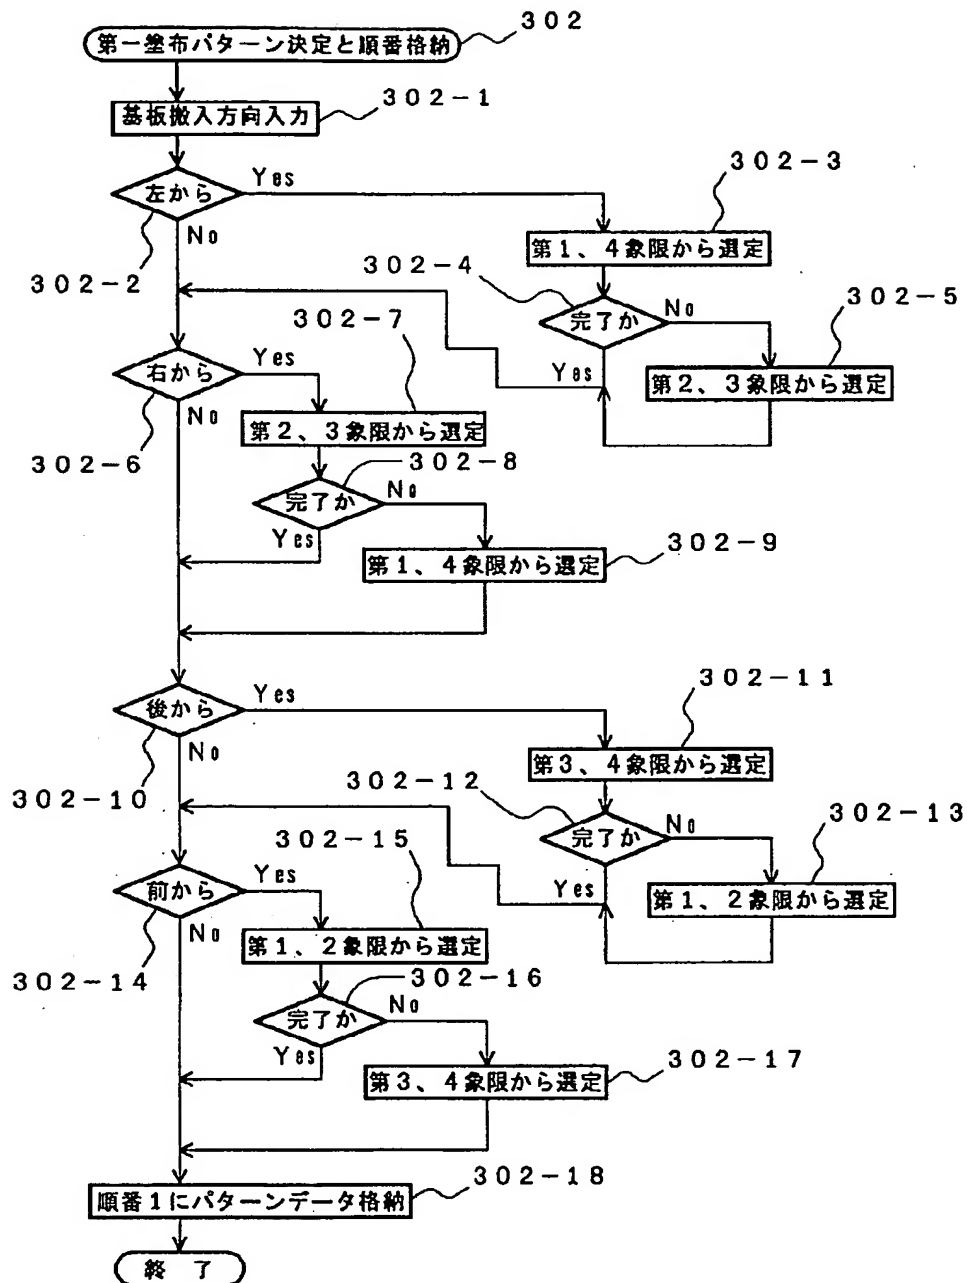 302
第一塗布パターン決定と順番格納
302-1
基板搬入方向入力
302-3
左から
Yes
No
302-2
第1、4象限から選定
302-4
302-5
完了か
No
Yes
302-7
第2、3象限から選定
右から
Yes
No
302-6
第2、3象限から選定
302-8
完了か
No
Yes
302-9
第1、4象限から選定
302-11
後から
Yes
No
302-10
第3、4象限から選定
302-12
302-13
完了か
No
Yes
302-15
第1、2象限から選定
前から
Yes
No
302-14
第1、2象限から選定
302-16
完了か
No
Yes
302-17
第3、4象限から選定
302-18
順番1にパターンデータ格納
終了